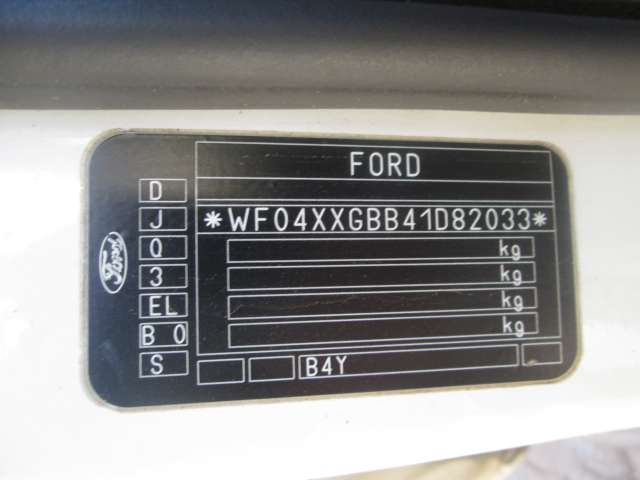 FORD
D
J
*WF04XXGBB41D82033*
Q
kg
3
kg
EL
kg
B 0
kg
S
B4Y
Ford